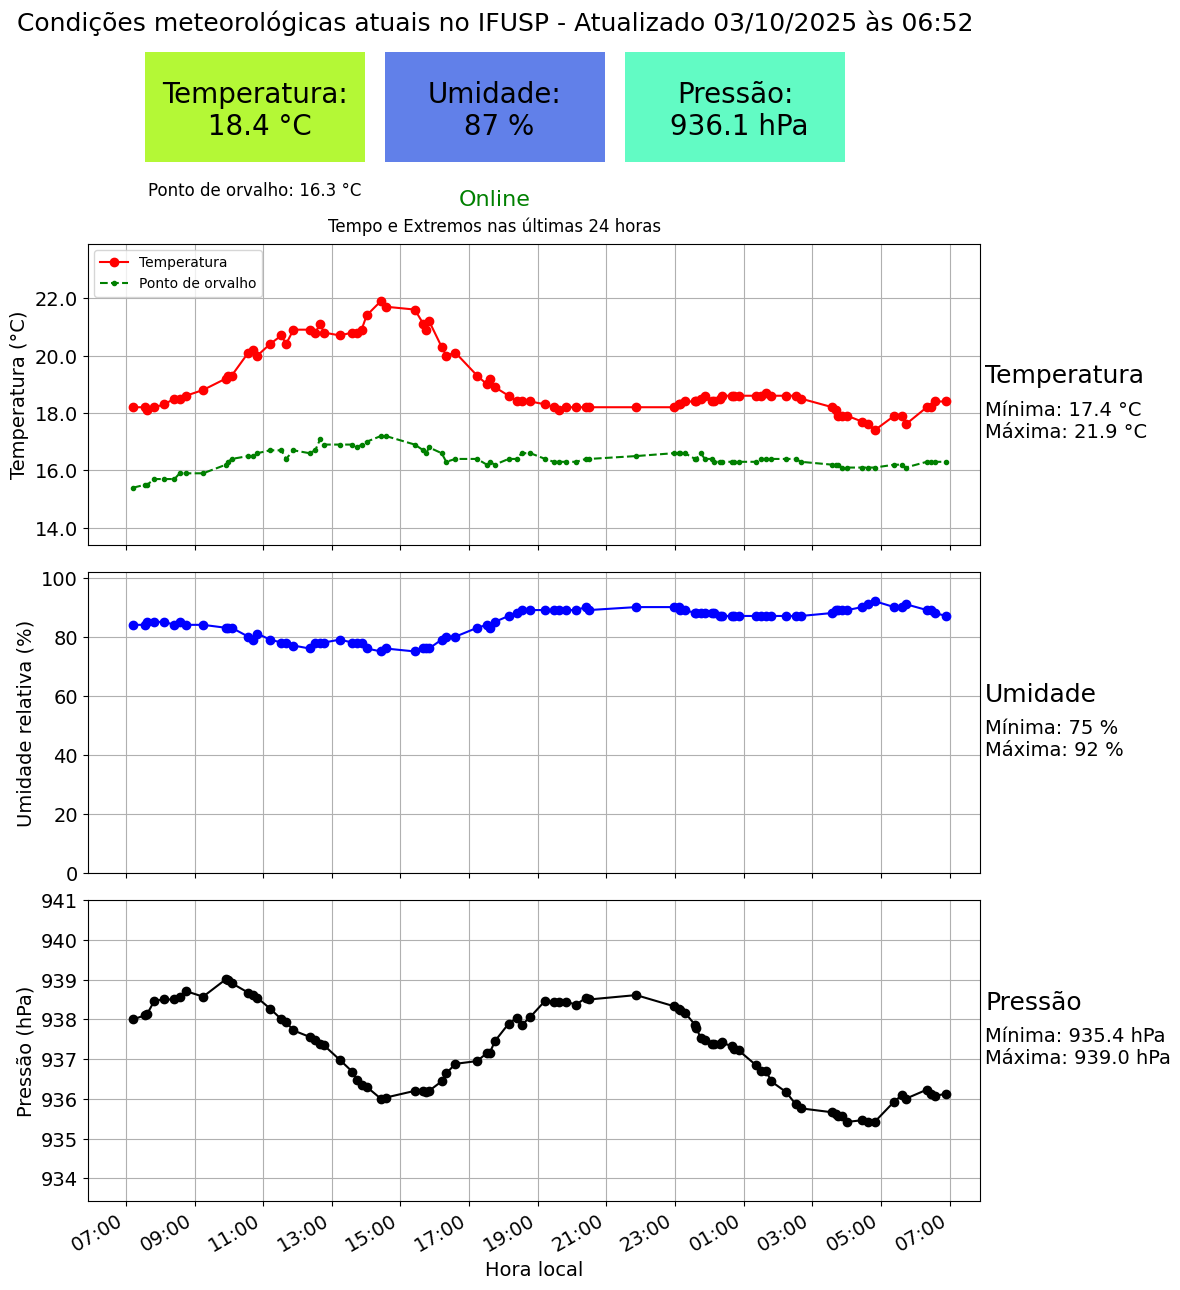 Condições meteorológicas atuais no IFUSP - Atualizado 03/10/2025 às 06:52
Temperatura:
18.4 °C
Umidade:
87 %
Pressão:
936.1 hPa
Ponto de orvalho: 16.3 °C
Online
Tempo e Extremos nas últimas 24 horas
Temperatura
Ponto de orvalho
Temperatura (°C)
22.0
20.0
18.0
16.0
14.0
Temperatura
Mínima: 17.4 °C
Máxima: 21.9 °C
Umidade relativa (%)
100
80
60
40
20
0
Umidade
Mínima: 75 %
Máxima: 92 %
Pressão (hPa)
941
940
939
938
937
936
935
934
Pressão
Mínima: 935.4 hPa
Máxima: 939.0 hPa
07:00
09:00
11:00
13:00
15:00
17:00
19:00
21:00
23:00
01:00
03:00
05:00
07:00
Hora local